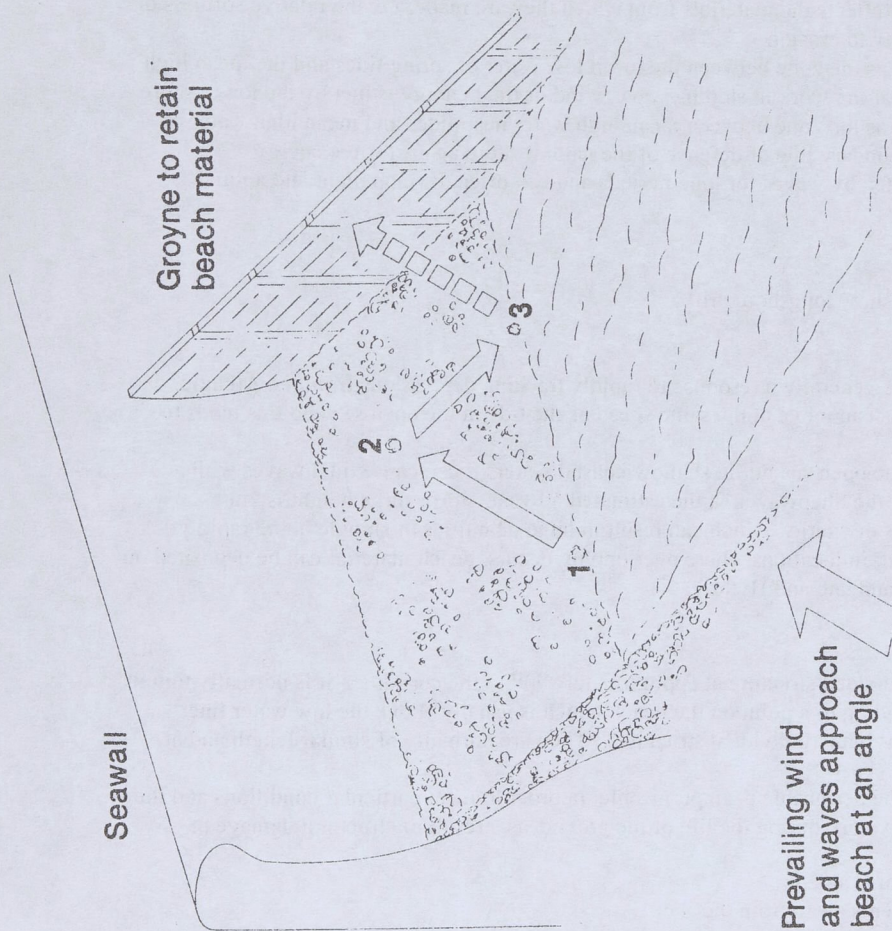 Seawall
Groyne to retain
beach material
2
3
1
Prevailing wind
and waves approach
beach at an angle